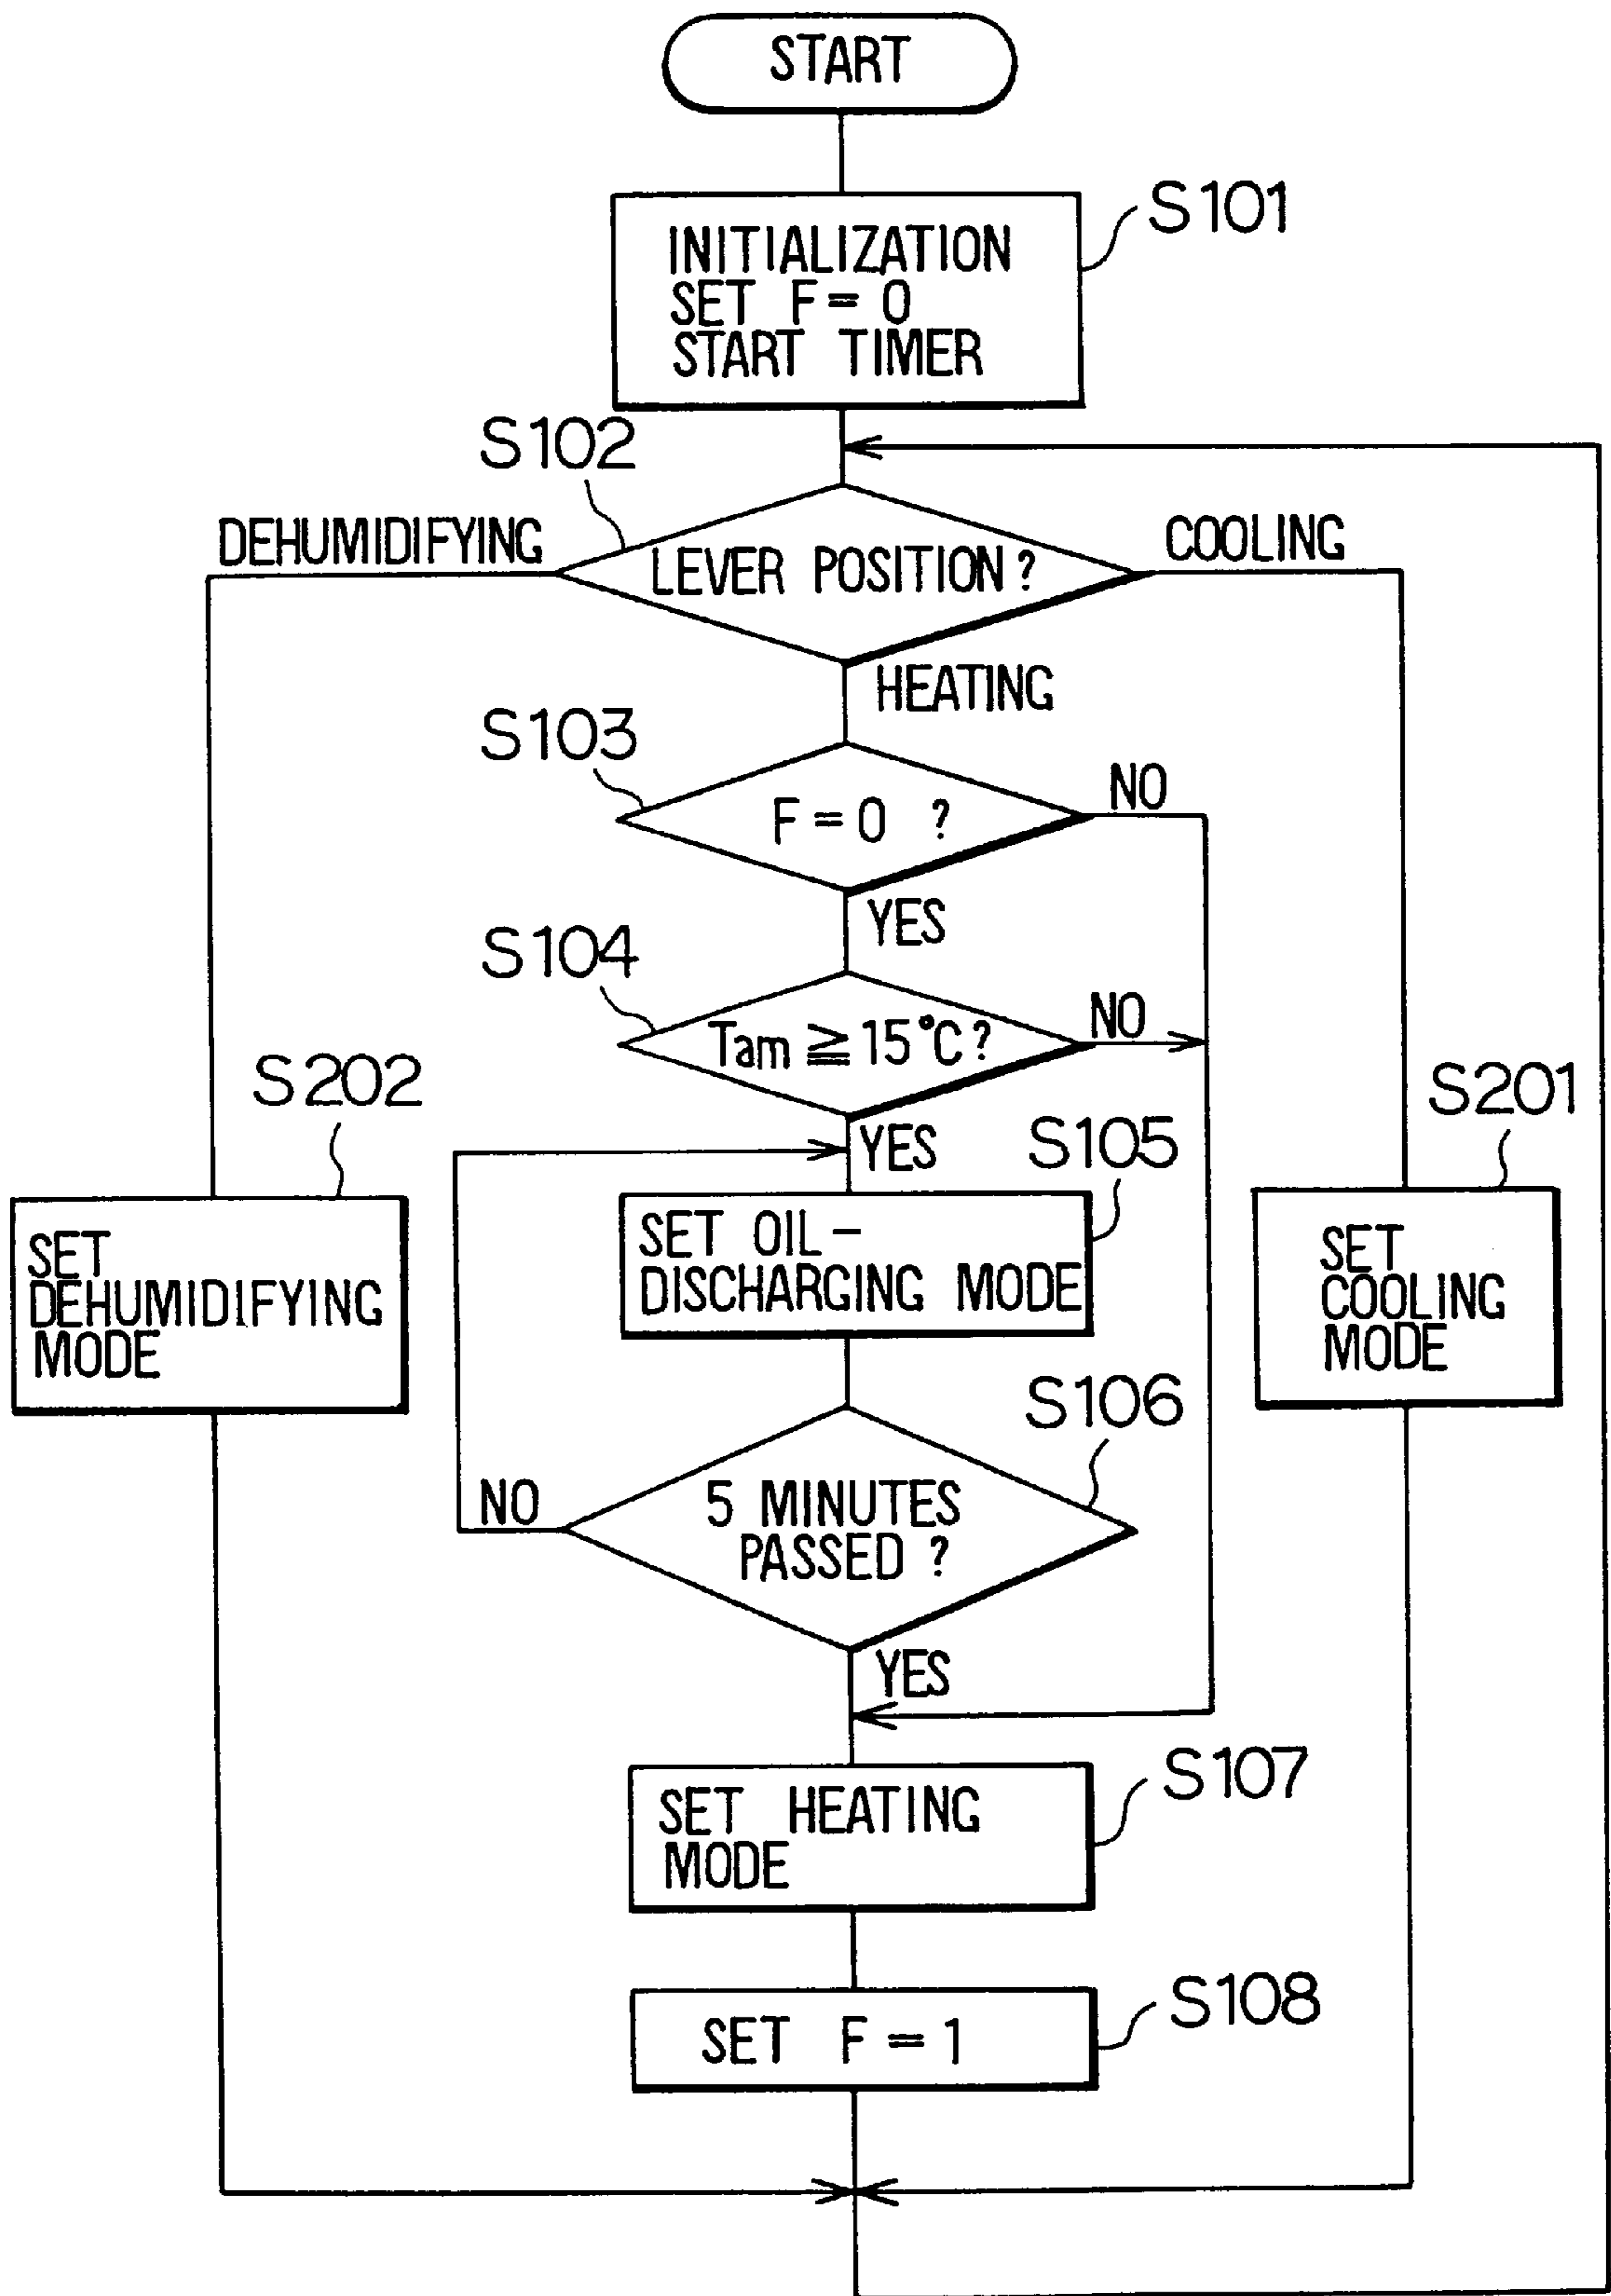 START
S101
INITIALIZATION
SET F = 0
START TIMER
S102
DEHUMIDIFYING
LEVER POSITION ?
COOLING
HEATING
S103
F = 0 ?
NO
YES
S104
Tam ≧ 15°C ?
NO
YES
S202
SET
DEHUMIDIFYING
MODE
S105
SET OIL-
DISCHARGING MODE
S201
SET
COOLING
MODE
S106
5 MINUTES
PASSED ?
NO
YES
S107
SET HEATING
MODE
S108
SET F = 1